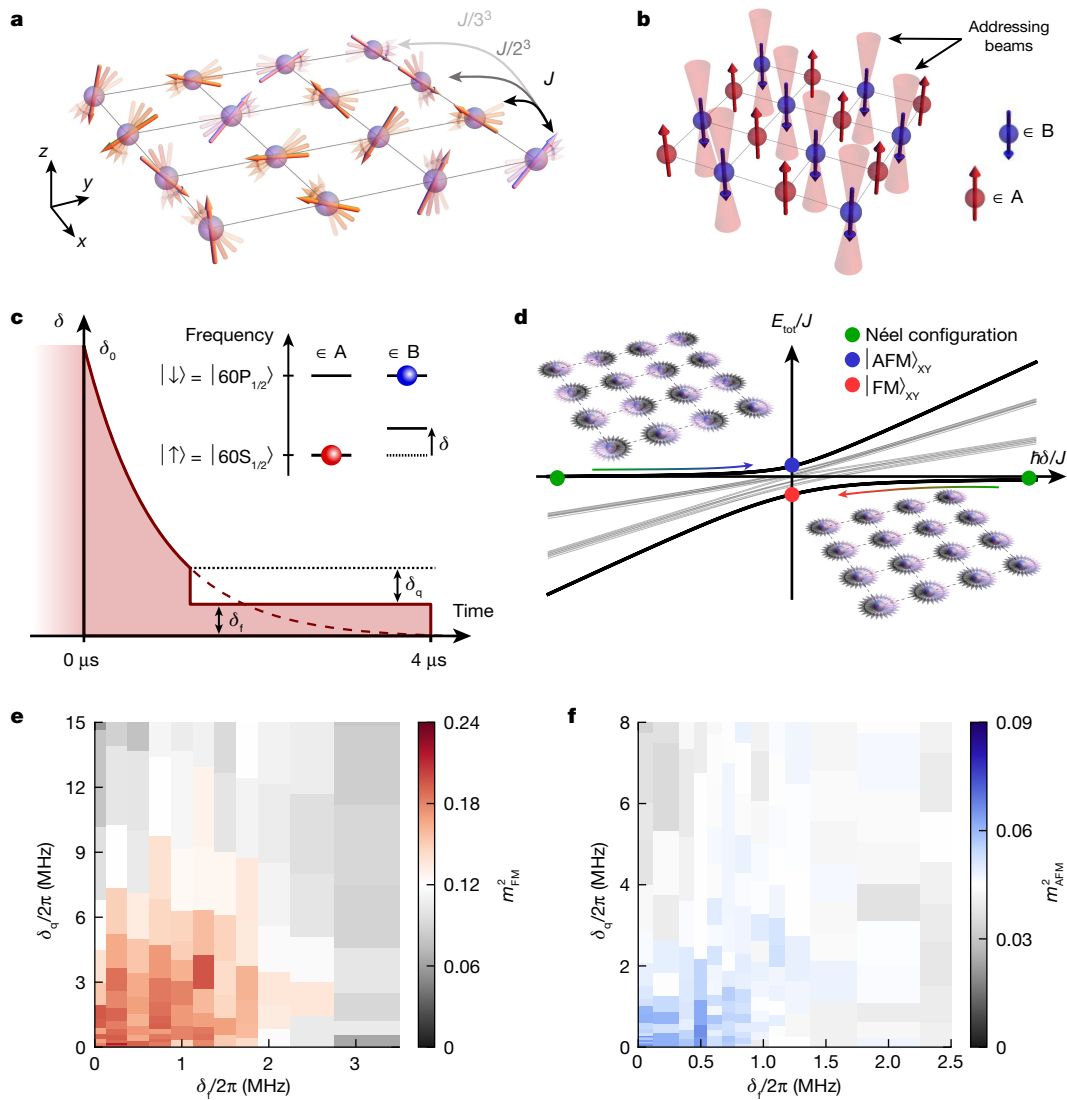 a
J/3³
J/2³
J
z
y
x
b
Addressing
beams
∈ B
∈ A
c
δ
δ₀
Frequency
∈ A
∈ B
|↓⟩ = |60P₁/₂⟩
|↑⟩ = |60S₁/₂⟩
δ
δq
δf
Time
0 μs
4 μs
d
Etot/J
Néel configuration
|AFM⟩XY
|FM⟩XY
ℏδ/J
e
15
12
9
6
3
0
δq/2π (MHz)
0
1
2
3
δf/2π (MHz)
0.24
0.18
0.12
0.06
0
m²FM
f
8
6
4
2
0
δq/2π (MHz)
0
0.5
1.0
1.5
2.0
2.5
δf/2π (MHz)
0.09
0.06
0.03
0
m²AFM